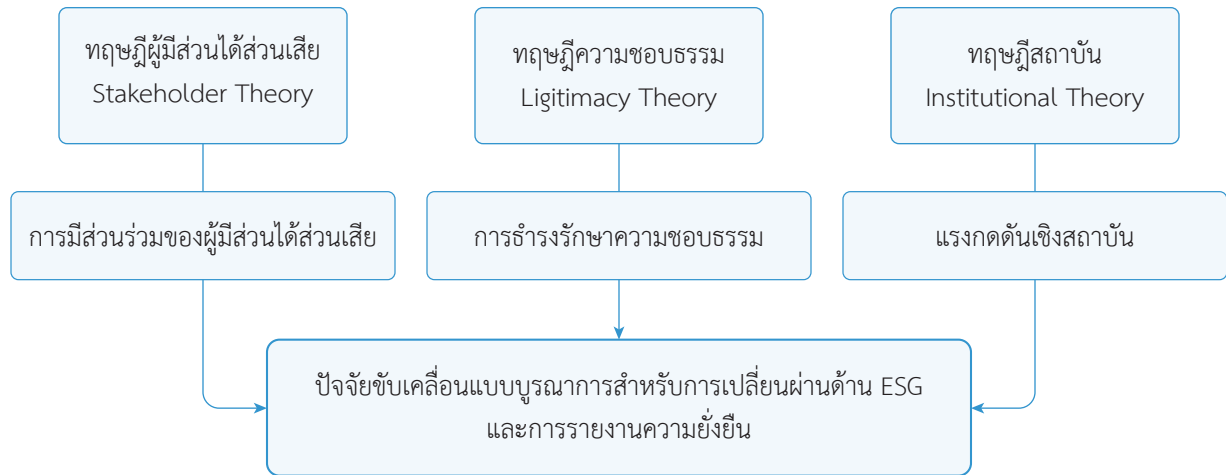 ทฤษฎีผู้มีส่วนได้ส่วนเสีย
Stakeholder Theory
ทฤษฎีความชอบธรรม
Ligitimacy Theory
ทฤษฎีสถาบัน
Institutional Theory
การมีส่วนร่วมของผู้มีส่วนได้ส่วนเสีย
การธำรงรักษาความชอบธรรม
แรงกดดันเชิงสถาบัน
ปัจจัยขับเคลื่อนแบบบูรณาการสำหรับการเปลี่ยนผ่านด้าน ESG
และการรายงานความยั่งยืน